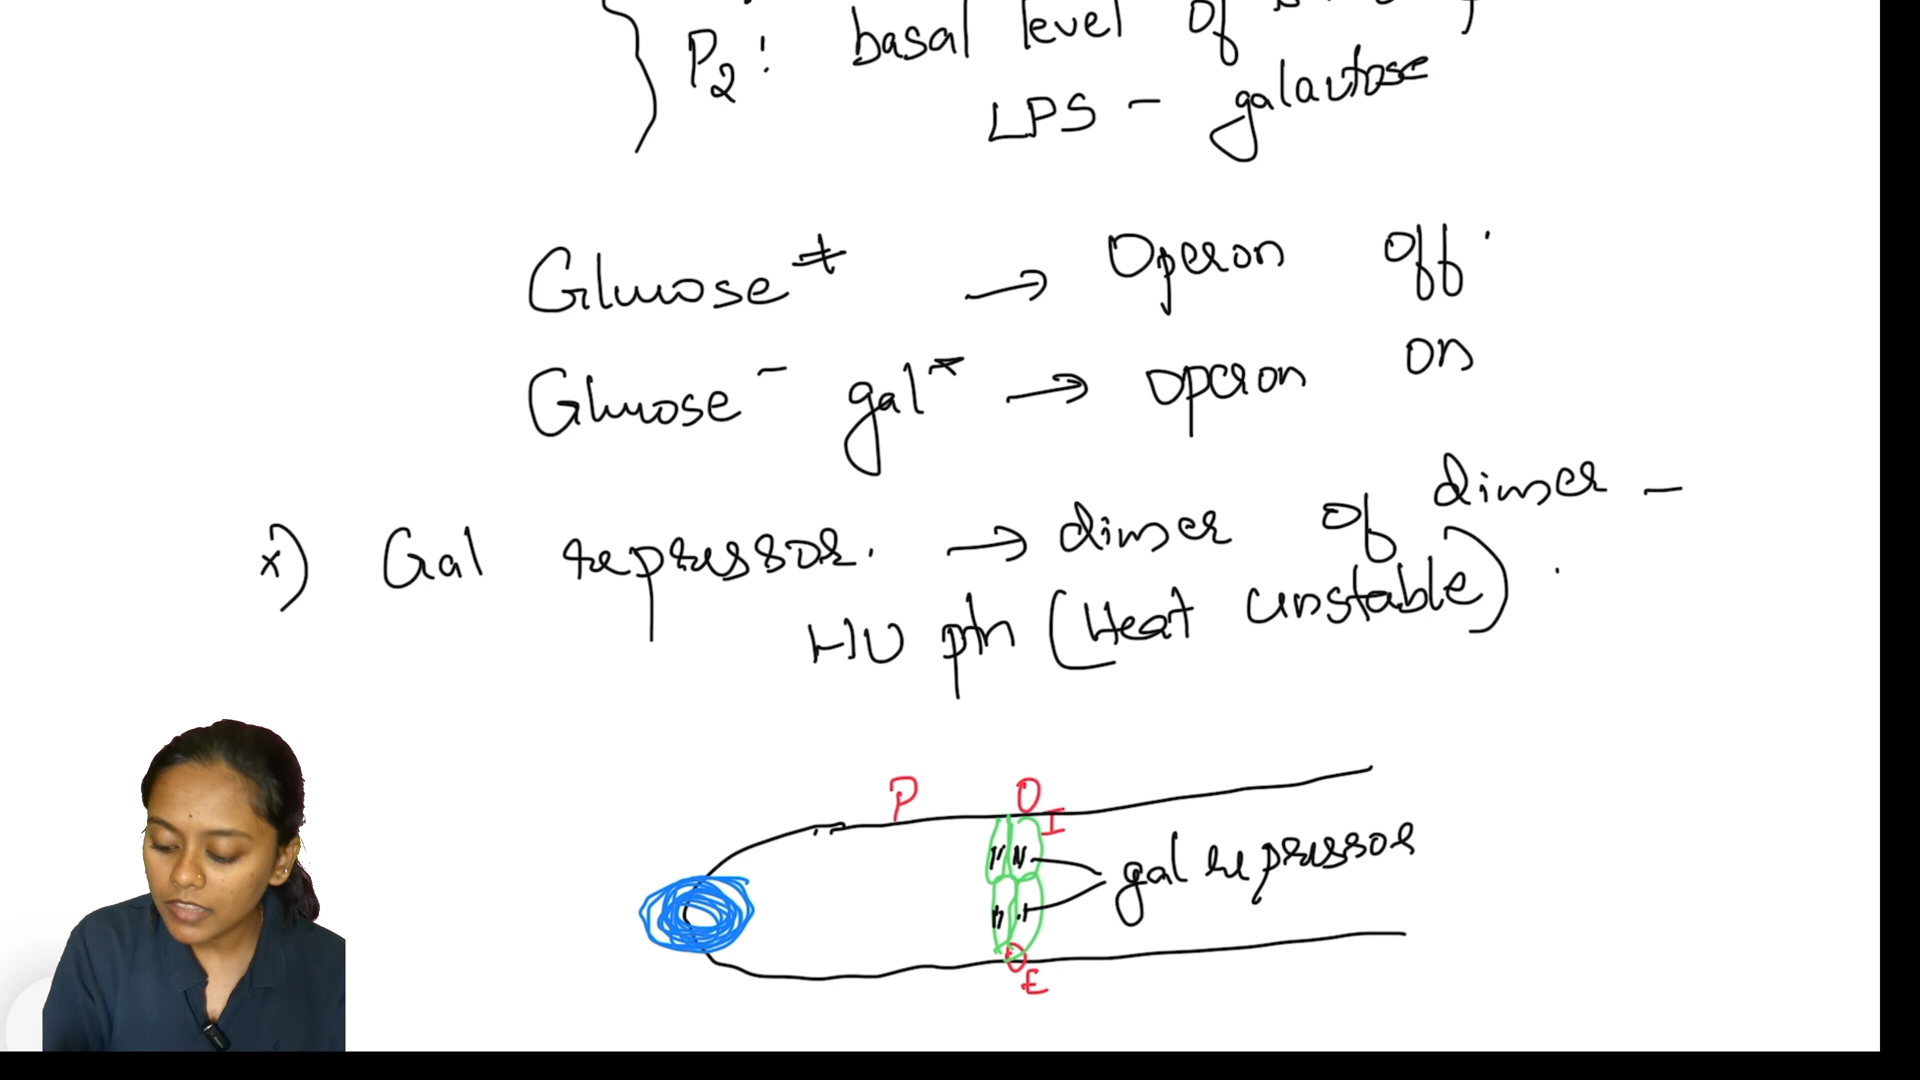 P2: basal level of
LPS - galactose
Glucose + → Operon off.
Glucose - gal + → operon on
x) Gal repressor. → dimer of dimer -
HU ptn (Heat unstable).
P O I
gal repressor
O E